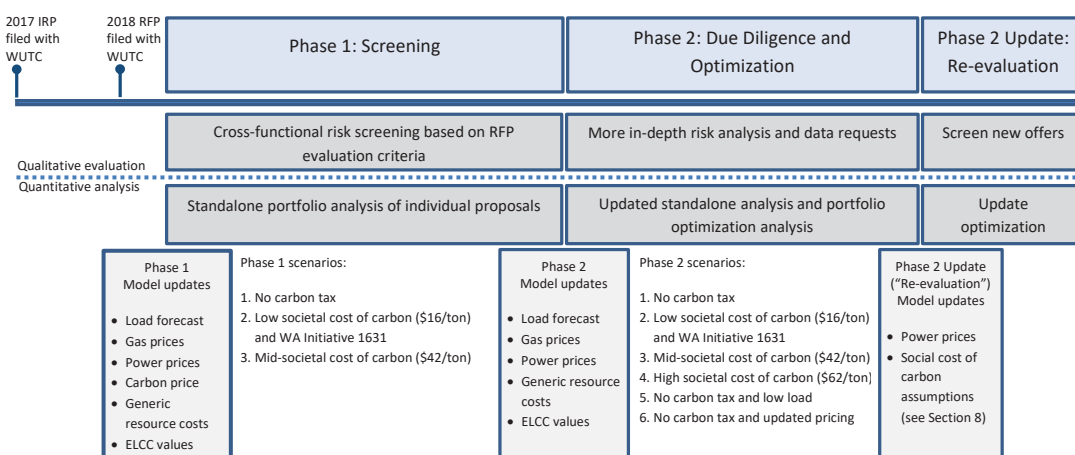 2017 IRP
filed with
WUTC
2018 RFP
filed with
WUTC
Phase 1: Screening
Phase 2: Due Diligence and
Optimization
Phase 2 Update:
Re-evaluation
Cross-functional risk screening based on RFP
evaluation criteria
More in-depth risk analysis and data requests
Screen new offers
Qualitative evaluation
Quantitative analysis
Standalone portfolio analysis of individual proposals
Updated standalone analysis and portfolio
optimization analysis
Update
optimization
Phase 1
Model updates
• Load forecast
• Gas prices
• Power prices
• Carbon price
• Generic
resource costs
• ELCC values
Phase 1 scenarios:
1. No carbon tax
2. Low societal cost of carbon ($16/ton)
and WA Initiative 1631
3. Mid-societal cost of carbon ($42/ton)
Phase 2
Model updates
• Load forecast
• Gas prices
• Power prices
• Generic resource
costs
• ELCC values
Phase 2 scenarios:
1. No carbon tax
2. Low societal cost of carbon ($16/ton)
and WA Initiative 1631
3. Mid-societal cost of carbon ($42/ton)
4. High societal cost of carbon ($62/ton)
5. No carbon tax and low load
6. No carbon tax and updated pricing
Phase 2 Update
("Re-evaluation")
Model updates
• Power prices
• Social cost of
carbon
assumptions
(see Section 8)